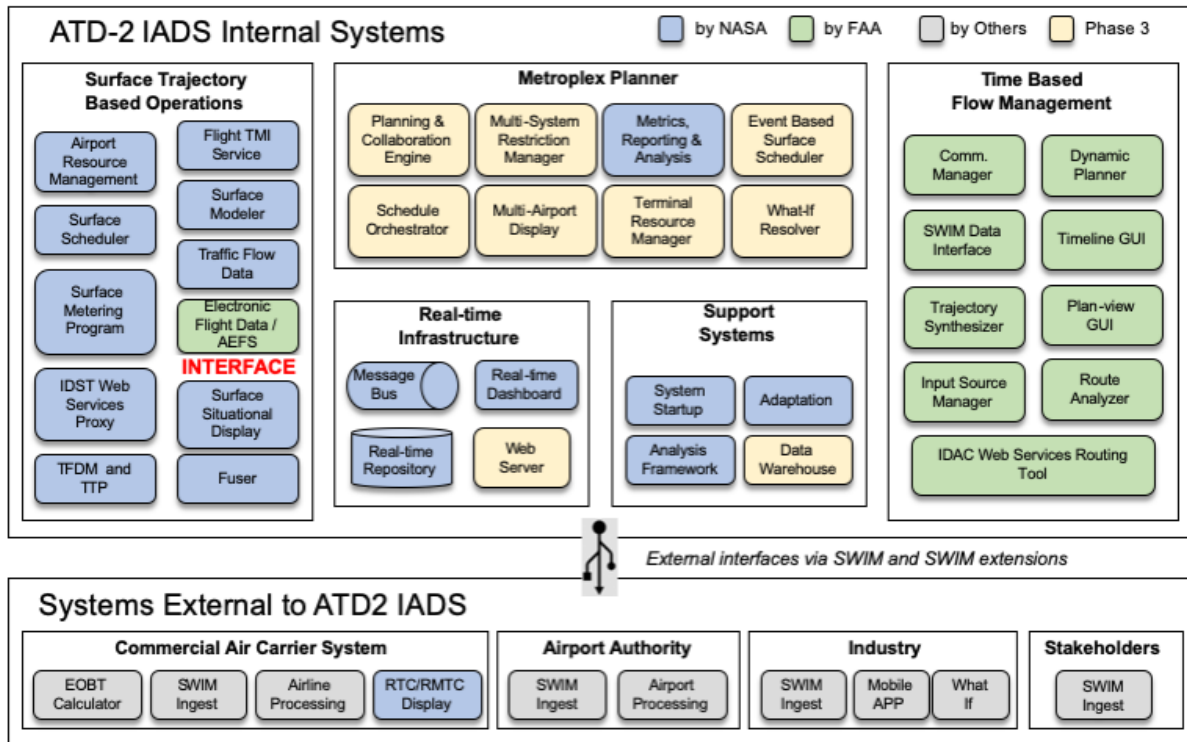 ATD-2 IADS Internal Systems
by NASA
by FAA
by Others
Phase 3
Surface Trajectory
Based Operations
Airport
Resource
Management
Surface
Scheduler
Surface
Metering
Program
IDST Web
Services
Proxy
TFDM and
TTP
Flight TMI
Service
Surface
Modeler
Traffic Flow
Data
Electronic
Flight Data /
AEFS
INTERFACE
Surface
Situational
Display
Fuser
Metroplex Planner
Planning &
Collaboration
Engine
Multi-System
Restriction
Manager
Metrics,
Reporting &
Analysis
Event Based
Surface
Scheduler
Schedule
Orchestrator
Multi-Airport
Display
Terminal
Resource
Manager
What-If
Resolver
Real-time
Infrastructure
Message
Bus
Real-time
Dashboard
Real-time
Repository
Web
Server
Support
Systems
System
Startup
Adaptation
Analysis
Framework
Data
Warehouse
Time Based
Flow Management
Comm.
Manager
Dynamic
Planner
SWIM Data
Interface
Timeline GUI
Trajectory
Synthesizer
Plan-view
GUI
Input Source
Manager
Route
Analyzer
IDAC Web Services Routing
Tool
External interfaces via SWIM and SWIM extensions
Systems External to ATD2 IADS
Commercial Air Carrier System
EOBT
Calculator
SWIM
Ingest
Airline
Processing
RTC/RMTC
Display
Airport Authority
SWIM
Ingest
Airport
Processing
Industry
SWIM
Ingest
Mobile
APP
What
If
Stakeholders
SWIM
Ingest